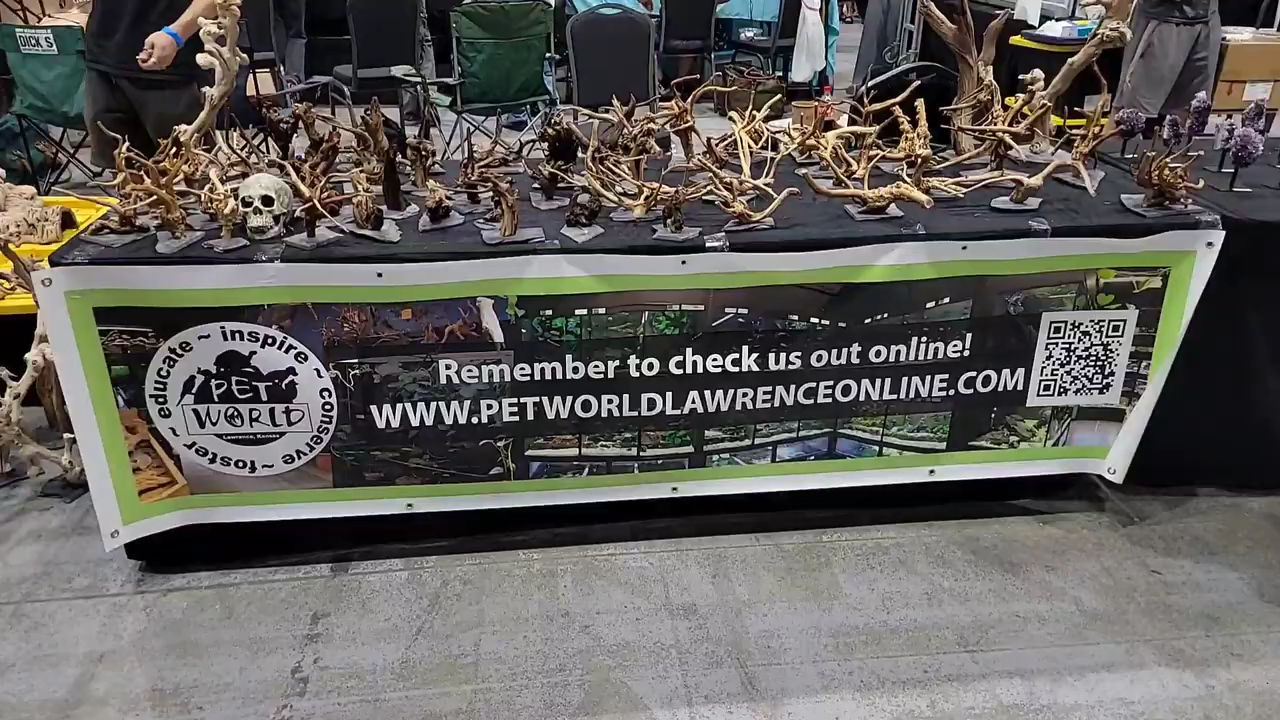 DICK'S
educate ~ inspire ~ conserve ~ foster ~
PET
WORLD
Lawrence, Kansas
Remember to check us out online!
WWW.PETWORLDLAWRENCEONLINE.COM